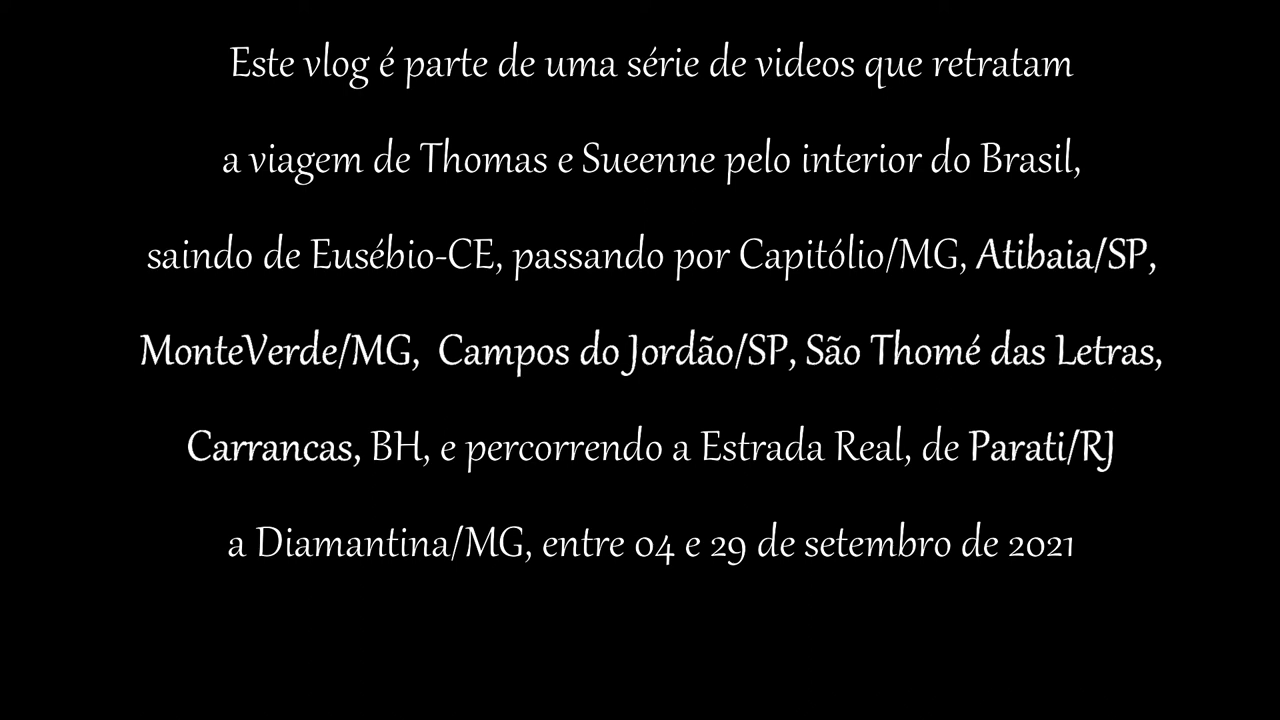 Este vlog é parte de uma série de videos que retratam
a viagem de Thomas e Sueenne pelo interior do Brasil,
saindo de Eusébio-CE, passando por Capitólio/MG, Atibaia/SP,
MonteVerde/MG, Campos do Jordão/SP, São Thomé das Letras,
Carrancas, BH, e percorrendo a Estrada Real, de Parati/RJ
a Diamantina/MG, entre 04 e 29 de setembro de 2021